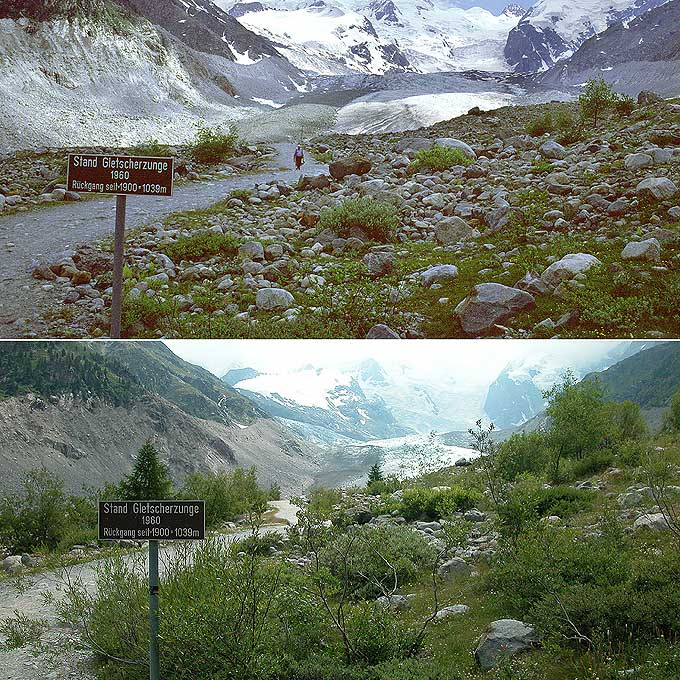 Stand Gletscherzunge
1960
Rückgang seit 1900 · 1039m
Stand Gletscherzunge
1960
Rückgang seit 1900 · 1039m